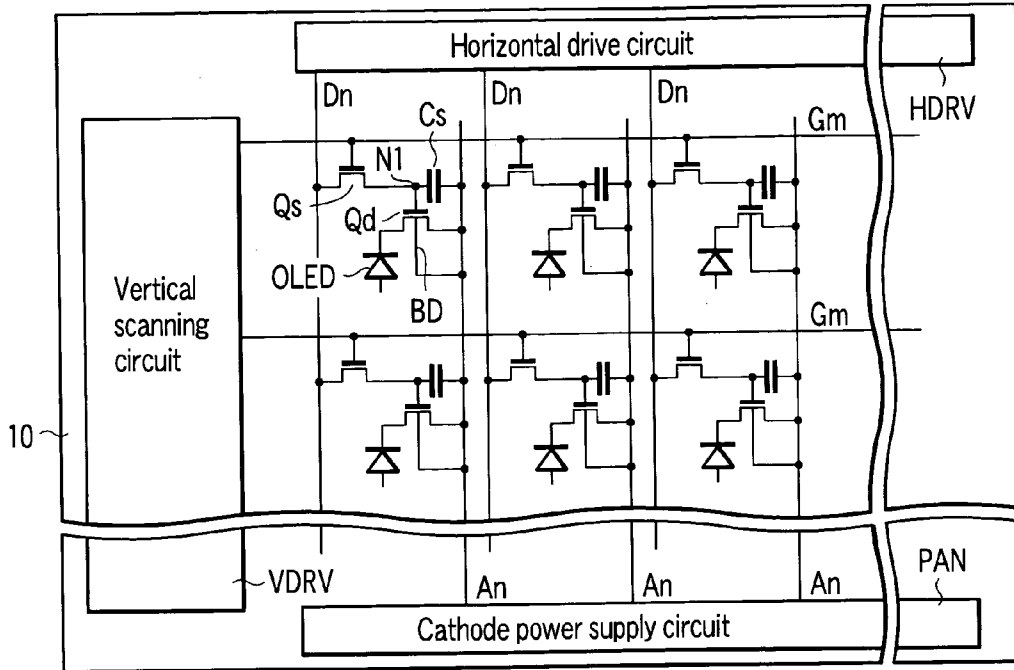 Horizontal drive circuit
HDRV
Dn
Dn
Dn
Cs
Gm
N1
Qs
Qd
OLED
BD
Vertical
scanning
circuit
Gm
10
VDRV
An
An
An
PAN
Cathode power supply circuit